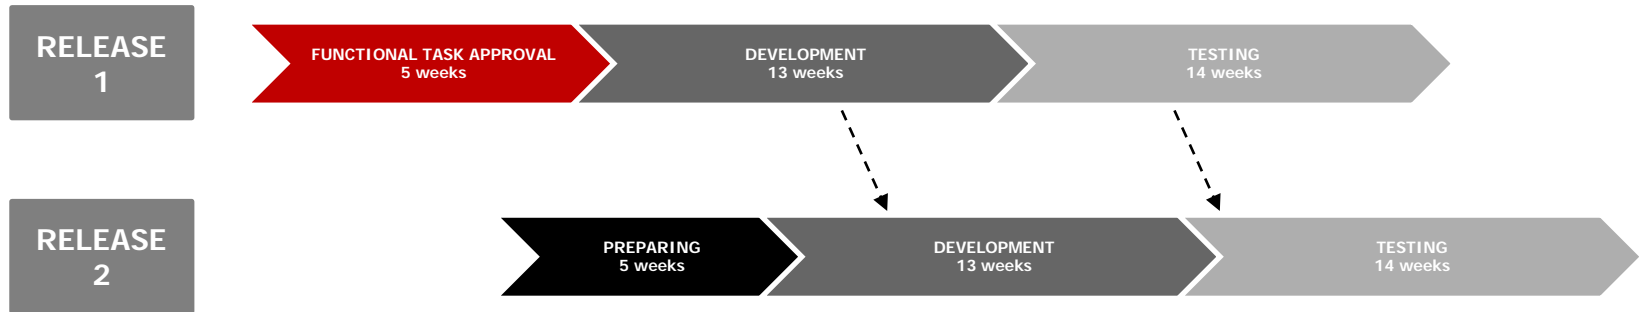 RELEASE
1
FUNCTIONAL TASK APPROVAL
5 weeks
DEVELOPMENT
13 weeks
TESTING
14 weeks
RELEASE
2
PREPARING
5 weeks
DEVELOPMENT
13 weeks
TESTING
14 weeks